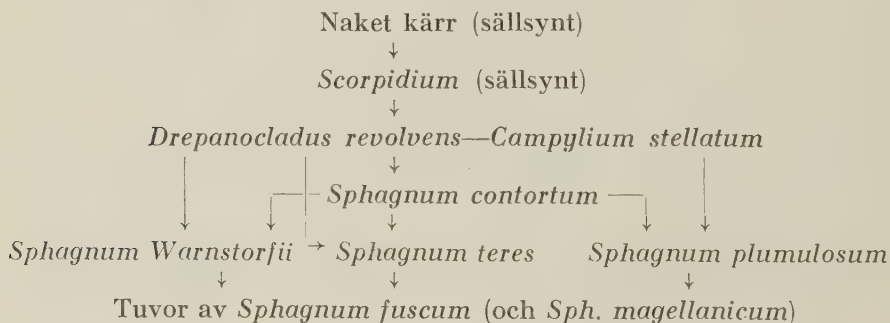 Naket kärr (sällsynt)
Scorpidium (sällsynt)
Drepanocladus revolvens—Campylium stellatum
Sphagnum contortum
Sphagnum Warnstorfii → Sphagnum teres Sphagnum plumulosum
Tuvor av Sphagnum fuscum (och Sph. magellanicum)